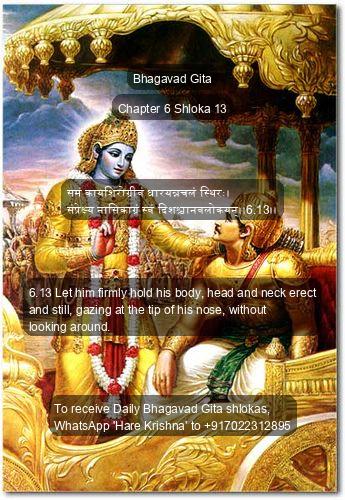 Bhagavad Gita
Chapter 6 Shloka 13
समं कायशिरोग्रीवं धारयन्नचलं स्थिरः।
संप्रेक्ष्य नासिकाग्रं स्वं दिशश्चानवलोकयन्।।6.13।।
6.13 Let him firmly hold his body, head and neck erect
and still, gazing at the tip of his nose, without
looking around.
To receive Daily Bhagavad Gita shlokas,
WhatsApp 'Hare Krishna' to +917022312895